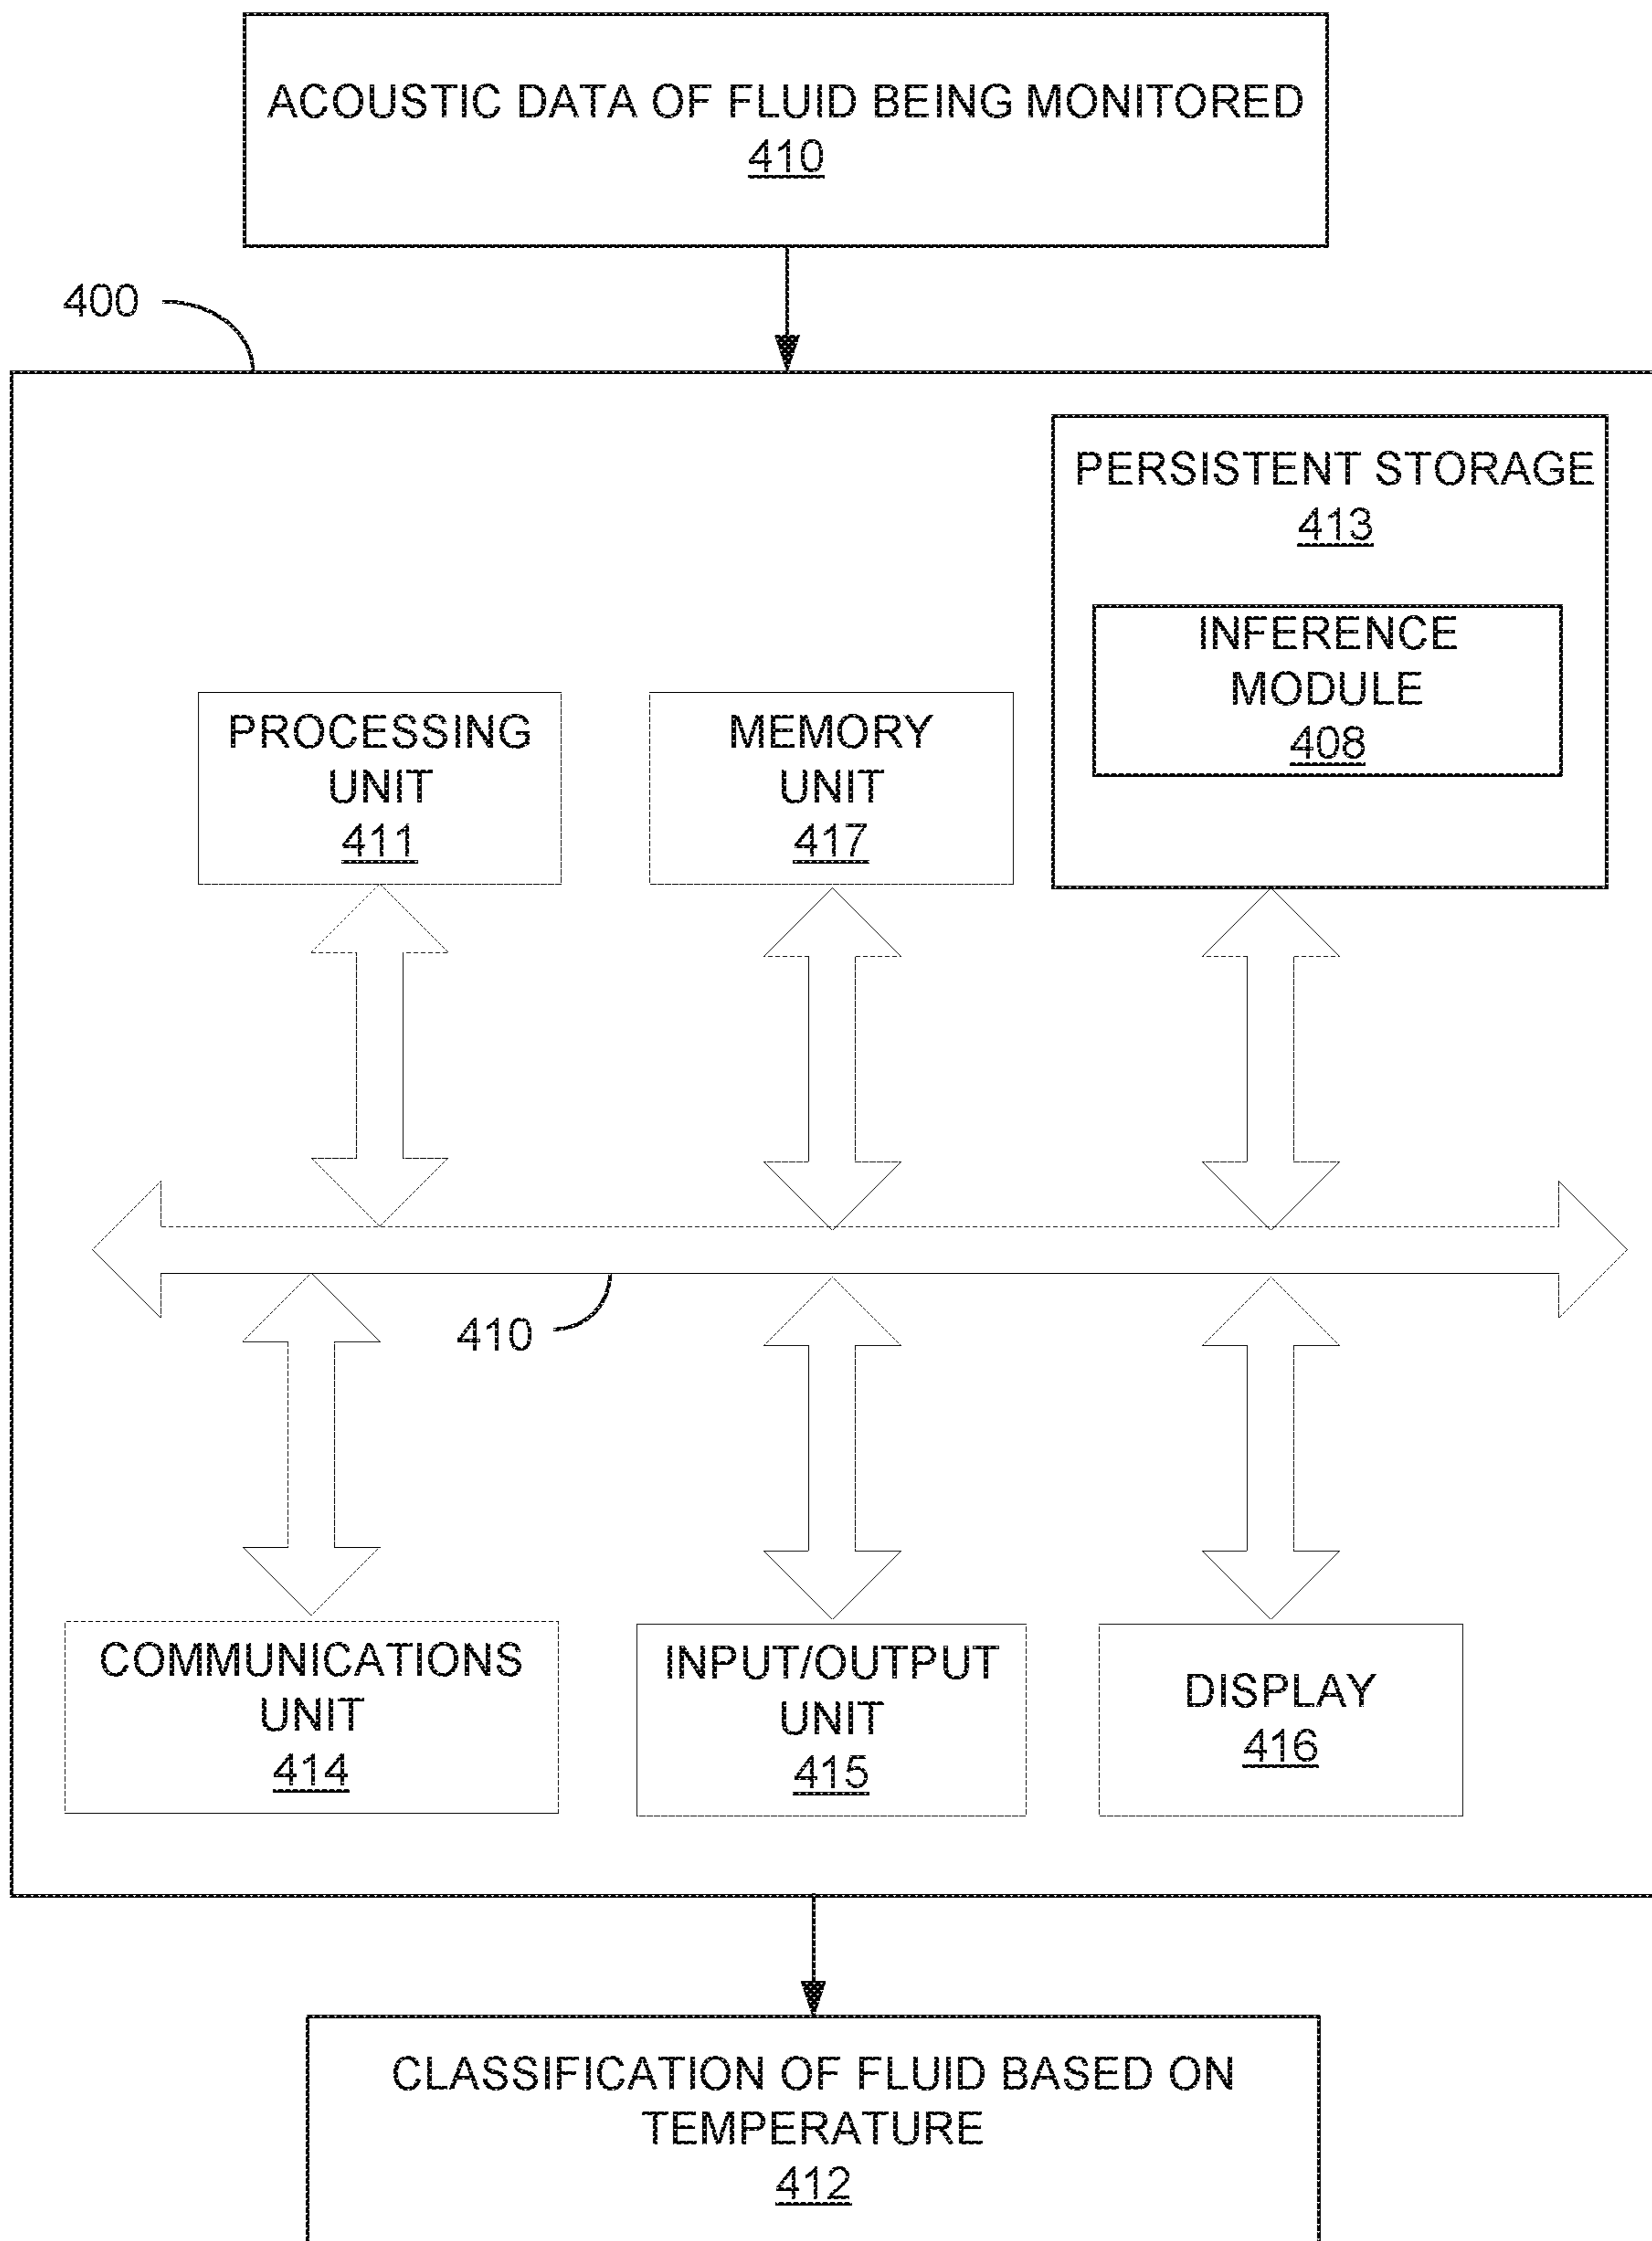 ACOUSTIC DATA OF FLUID BEING MONITORED
410
400
PERSISTENT STORAGE
413
INFERENCE
MODULE
408
PROCESSING
UNIT
411
MEMORY
UNIT
417
410
COMMUNICATIONS
UNIT
414
INPUT/OUTPUT
UNIT
415
DISPLAY
416
CLASSIFICATION OF FLUID BASED ON
TEMPERATURE
412